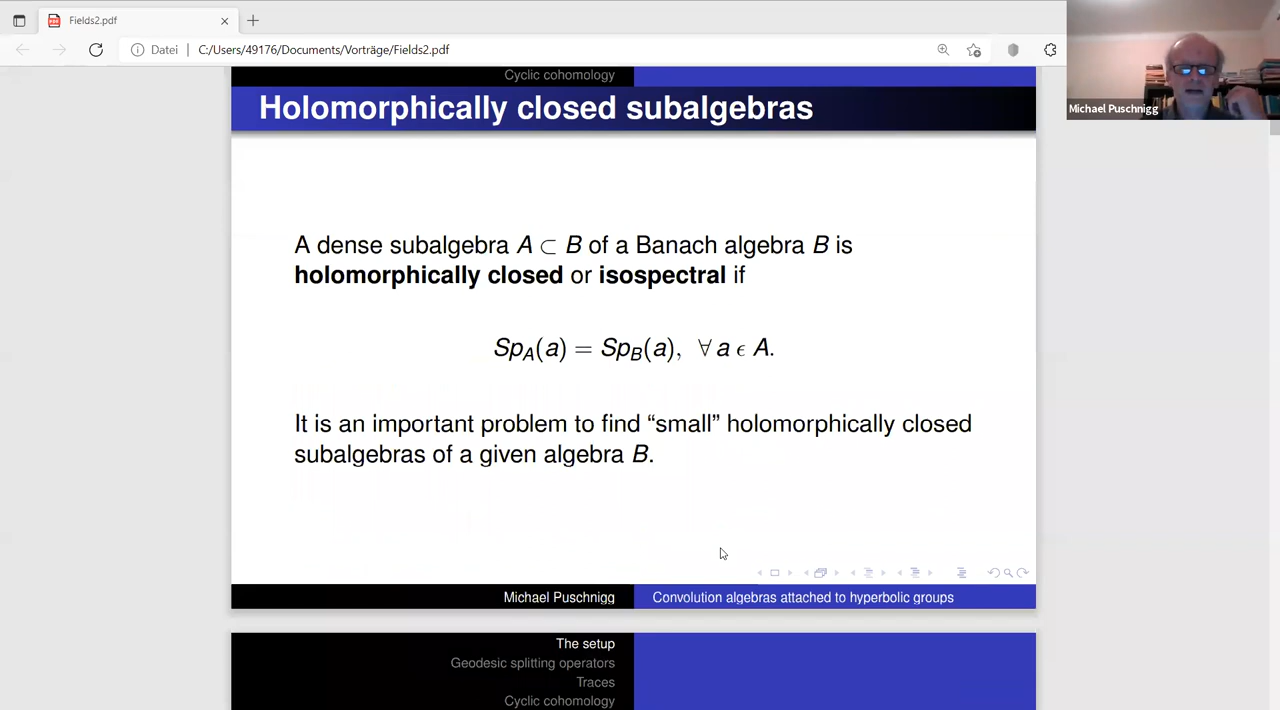 Fields2.pdf
Datei
C:/Users/49176/Documents/Vorträge/Fields2.pdf
Michael Puschnigg
Cyclic cohomology
Holomorphically closed subalgebras
A dense subalgebra A ⊂ B of a Banach algebra B is
holomorphically closed or isospectral if
Sp_A(a) = Sp_B(a), ∀ a ϵ A.
It is an important problem to find “small” holomorphically closed
subalgebras of a given algebra B.
Michael Puschnigg
Convolution algebras attached to hyperbolic groups
The setup
Geodesic splitting operators
Traces
Cyclic cohomology